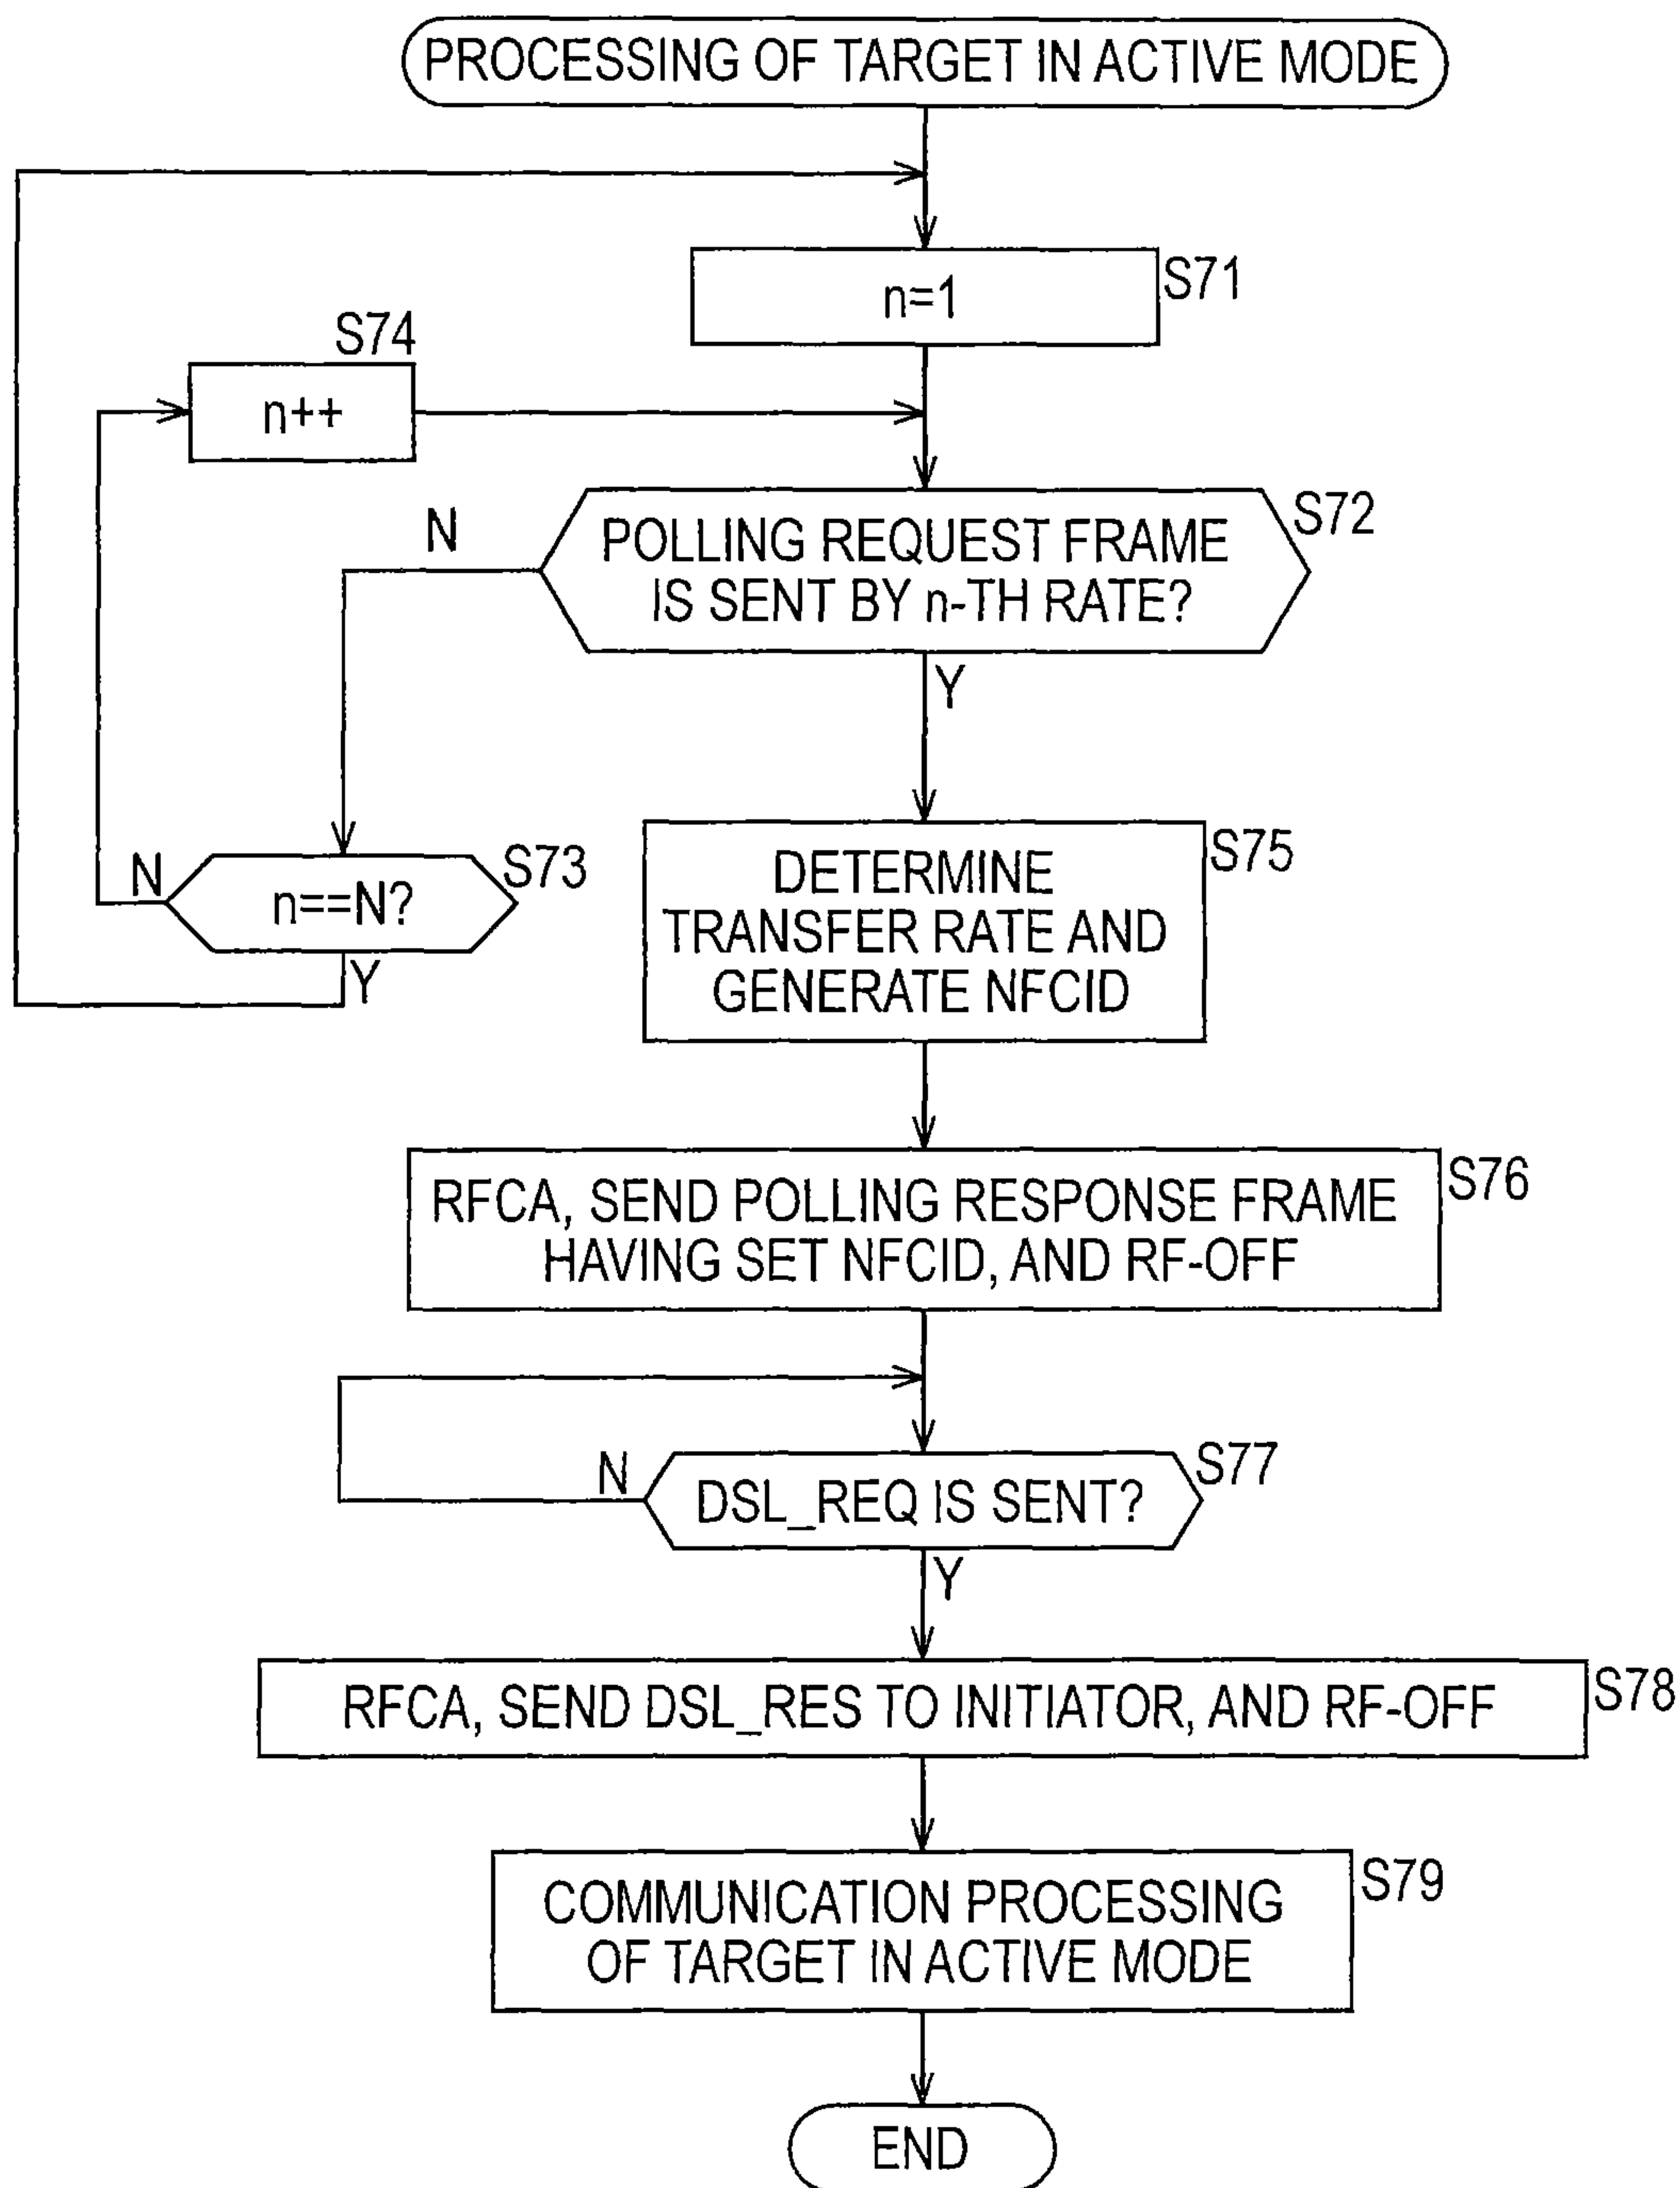 PROCESSING OF TARGET IN ACTIVE MODE
n=1
S71
S74
n++
N
POLLING REQUEST FRAME
IS SENT BY n-TH RATE?
S72
Y
N
n==N?
S73
Y
DETERMINE
TRANSFER RATE AND
GENERATE NFCID
S75
RFCA, SEND POLLING RESPONSE FRAME
HAVING SET NFCID, AND RF-OFF
S76
N
DSL_REQ IS SENT?
S77
Y
RFCA, SEND DSL_RES TO INITIATOR, AND RF-OFF
S78
COMMUNICATION PROCESSING
OF TARGET IN ACTIVE MODE
S79
END